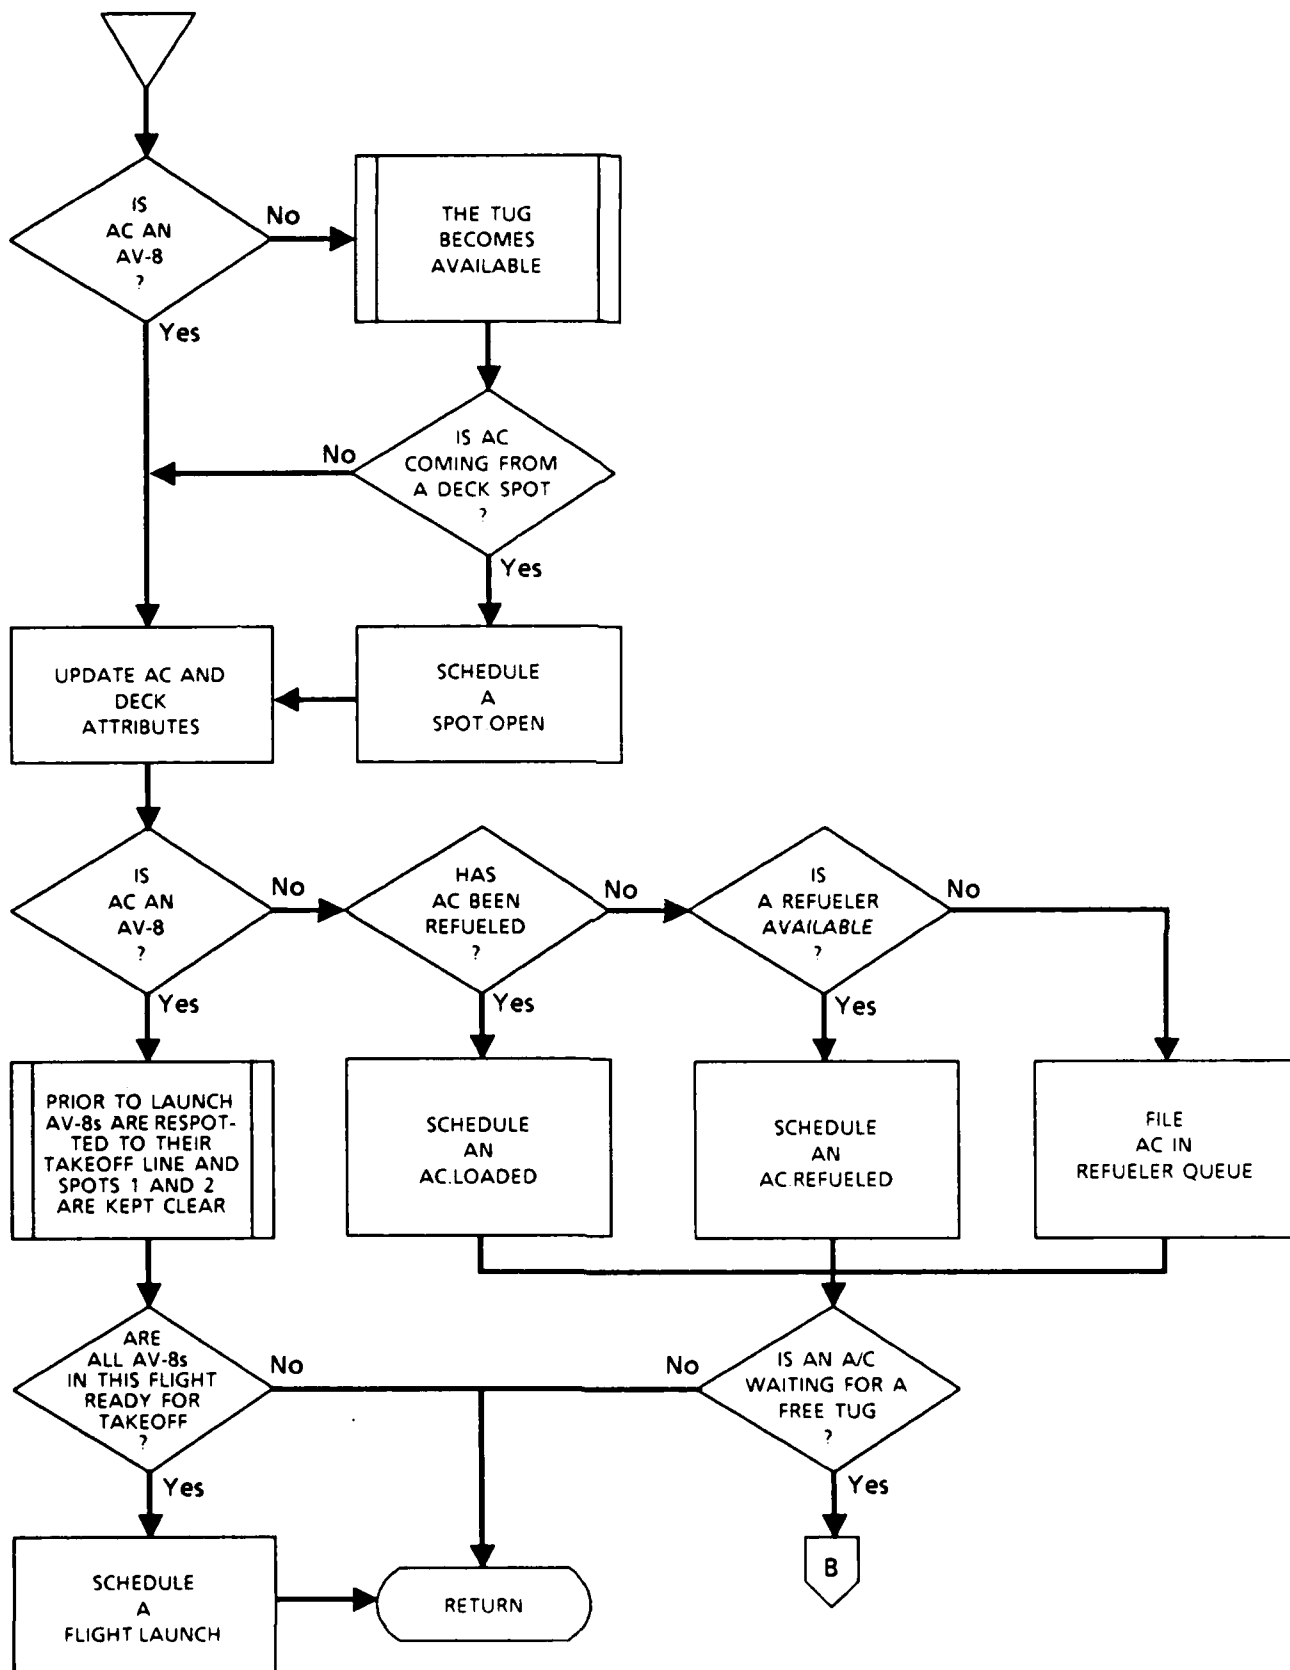 IS
AC AN
AV-8
?
No
Yes
THE TUG
BECOMES
AVAILABLE
IS AC
COMING FROM
A DECK SPOT
?
No
Yes
UPDATE AC AND
DECK
ATTRIBUTES
SCHEDULE
A
SPOT.OPEN
IS
AC AN
AV-8
?
No
Yes
HAS
AC BEEN
REFUELED
?
No
Yes
IS
A REFUELER
AVAILABLE
?
No
Yes
PRIOR TO LAUNCH
AV-8s ARE RESPOT-
TED TO THEIR
TAKEOFF LINE AND
SPOTS 1 AND 2
ARE KEPT CLEAR
SCHEDULE
AN
AC.LOADED
SCHEDULE
AN
AC.REFUELED
FILE
AC IN
REFUELER QUEUE
ARE
ALL AV-8s
IN THIS FLIGHT
READY FOR
TAKEOFF
?
No
Yes
IS AN A/C
WAITING FOR A
FREE TUG
?
No
Yes
SCHEDULE
A
FLIGHT.LAUNCH
RETURN
B